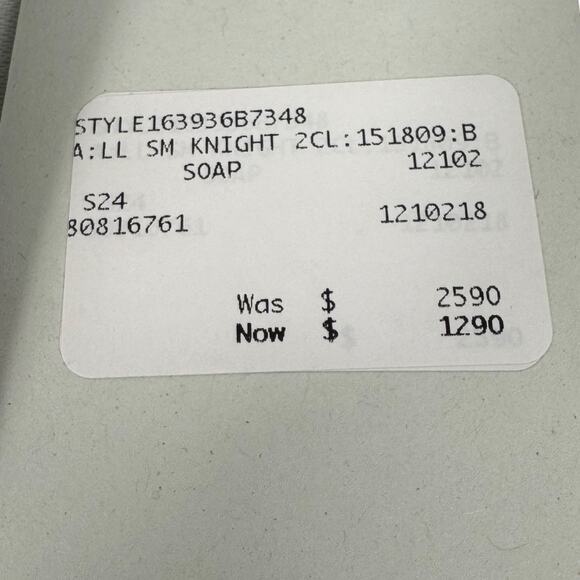 STYLE163936B7348
A:LL SM KNIGHT 2CL:151809:B
SOAP 12102
S24
80816761 1210218
Was $ 2590
Now $ 1290